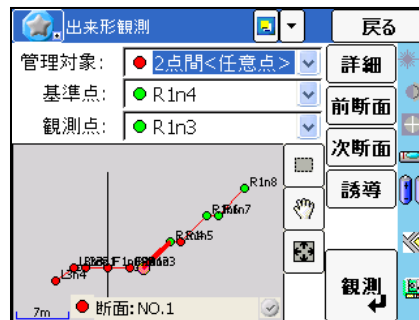 出来形観測
戻る
管理対象:
2点間<任意点>
詳細
基準点:
R1n4
前断面
観測点:
R1n3
次断面
R1n8
誘導
L3n4
7m
断面:NO.1
観測